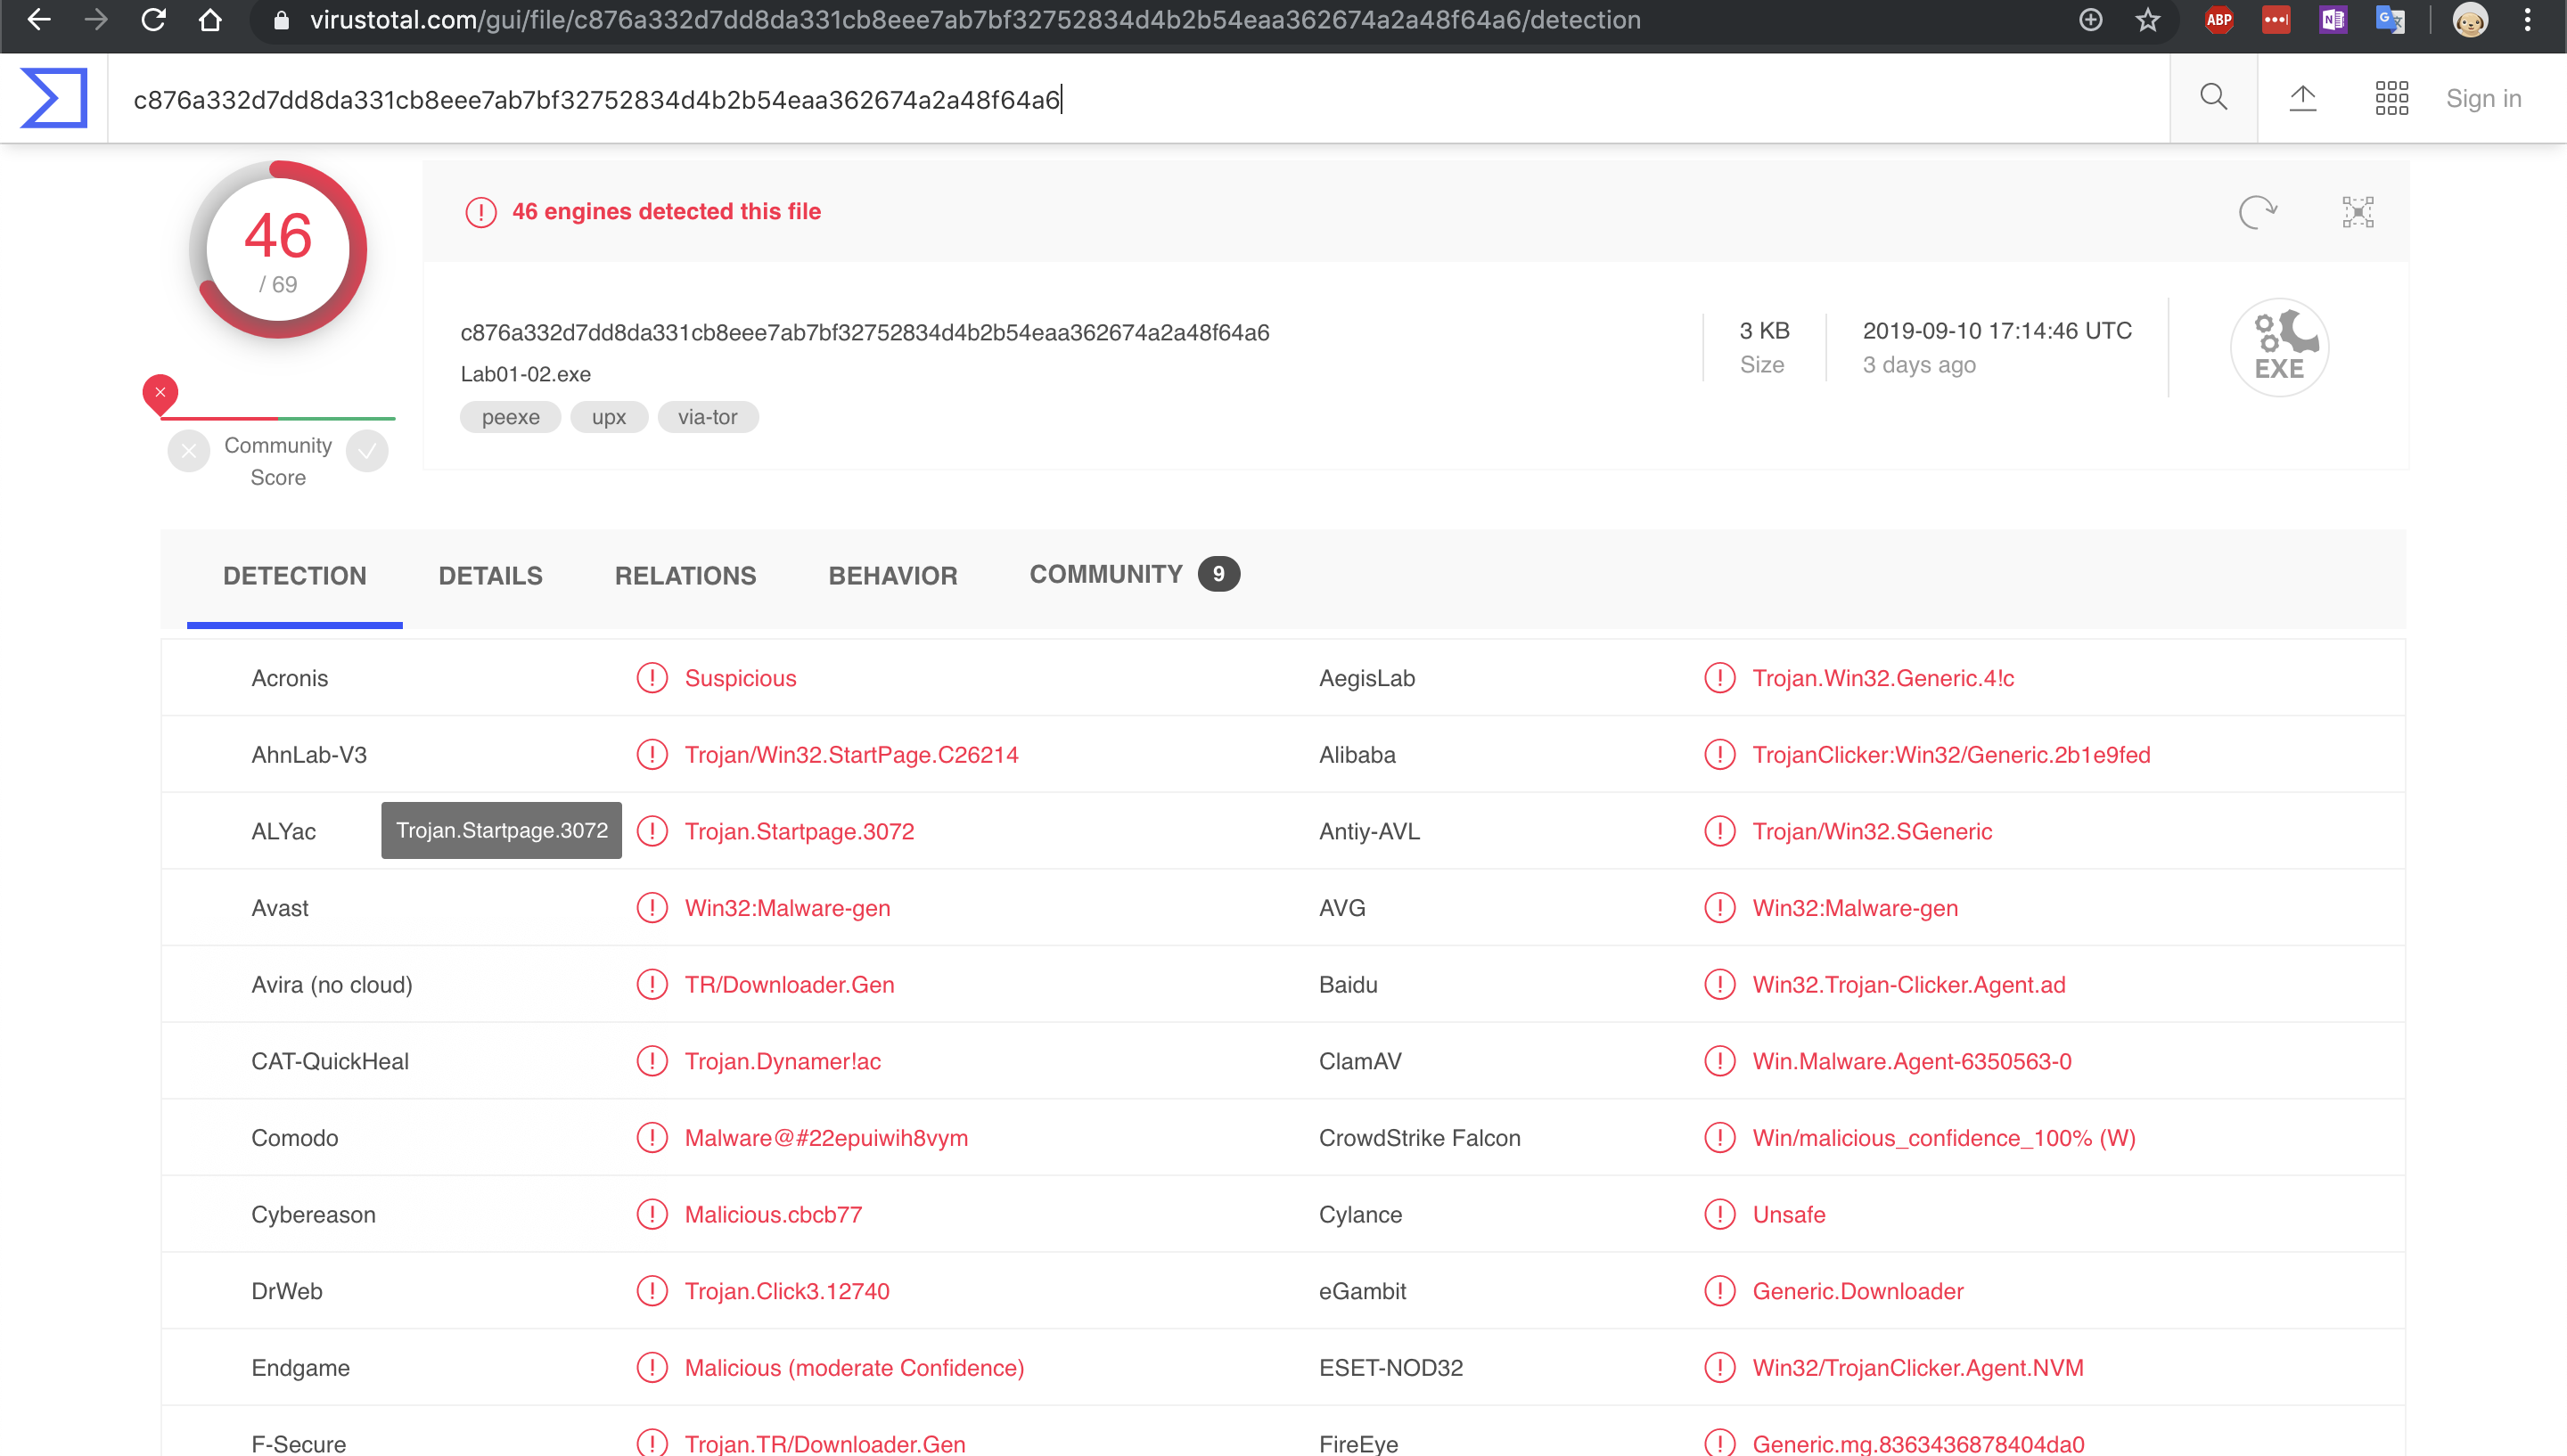 virustotal.com/gui/file/c876a332d7dd8da331cb8eee7ab7bf32752834d4b2b54eaa362674a2a48f64a6/detection
ABP
c876a332d7dd8da331cb8eee7ab7bf32752834d4b2b54eaa362674a2a48f64a6
Sign in
46
/ 69
46 engines detected this file
c876a332d7dd8da331cb8eee7ab7bf32752834d4b2b54eaa362674a2a48f64a6
Lab01-02.exe
peexe upx via-tor
3 KB
Size
2019-09-10 17:14:46 UTC
3 days ago
EXE
Community
Score
DETECTION DETAILS RELATIONS BEHAVIOR COMMUNITY 9
Acronis Suspicious AegisLab Trojan.Win32.Generic.4!c
AhnLab-V3 Trojan/Win32.StartPage.C26214 Alibaba TrojanClicker:Win32/Generic.2b1e9fed
ALYac Trojan.Startpage.3072 Trojan.Startpage.3072 Antiy-AVL Trojan/Win32.SGeneric
Avast Win32:Malware-gen AVG Win32:Malware-gen
Avira (no cloud) TR/Downloader.Gen Baidu Win32.Trojan-Clicker.Agent.ad
CAT-QuickHeal Trojan.Dynamer!ac ClamAV Win.Malware.Agent-6350563-0
Comodo Malware@#22epuiwih8vym CrowdStrike Falcon Win/malicious_confidence_100% (W)
Cybereason Malicious.cbcb77 Cylance Unsafe
DrWeb Trojan.Click3.12740 eGambit Generic.Downloader
Endgame Malicious (moderate Confidence) ESET-NOD32 Win32/TrojanClicker.Agent.NVM
F-Secure Trojan.TR/Downloader.Gen FireEye Generic.mg.8363436878404da0